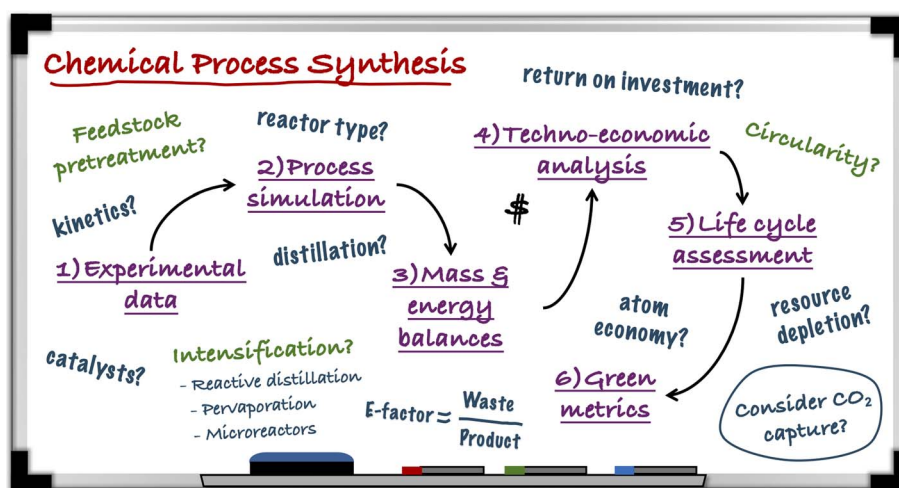 Chemical Process Synthesis
return on investment?
Feedstock
pretreatment?
reactor type?
4) Techno-economic
analysis
Circularity?
2) Process
simulation
kinetics?
$
5) Life cycle
assessment
1) Experimental
data
distillation?
3) Mass &
energy
balances
atom
economy?
resource
depletion?
catalysts?
Intensification?
- Reactive distillation
- Pervaporation
- Microreactors
E-factor = Waste
Product
6) Green
metrics
Consider CO₂
capture?